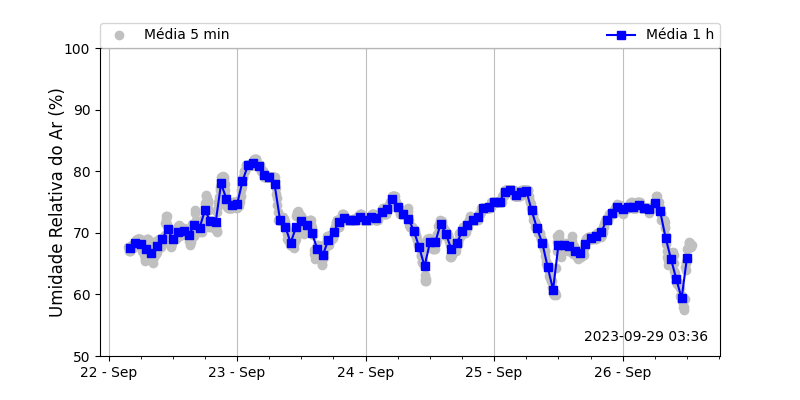 Média 5 min Média 1 h
Umidade Relativa do Ar (%)
100
90
80
70
60
50
2023-09-29 03:36
22 - Sep 23 - Sep 24 - Sep 25 - Sep 26 - Sep